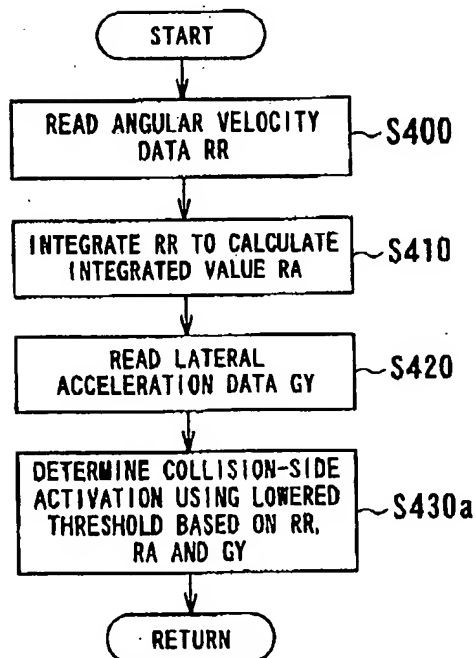 START
READ ANGULAR VELOCITY
DATA RR
S400
INTEGRATE RR TO CALCULATE
INTEGRATED VALUE RA
S410
READ LATERAL
ACCELERATION DATA GY
S420
DETERMINE COLLISION-SIDE
ACTIVATION USING LOWERED
THRESHOLD BASED ON RR,
RA AND GY
S430a
RETURN